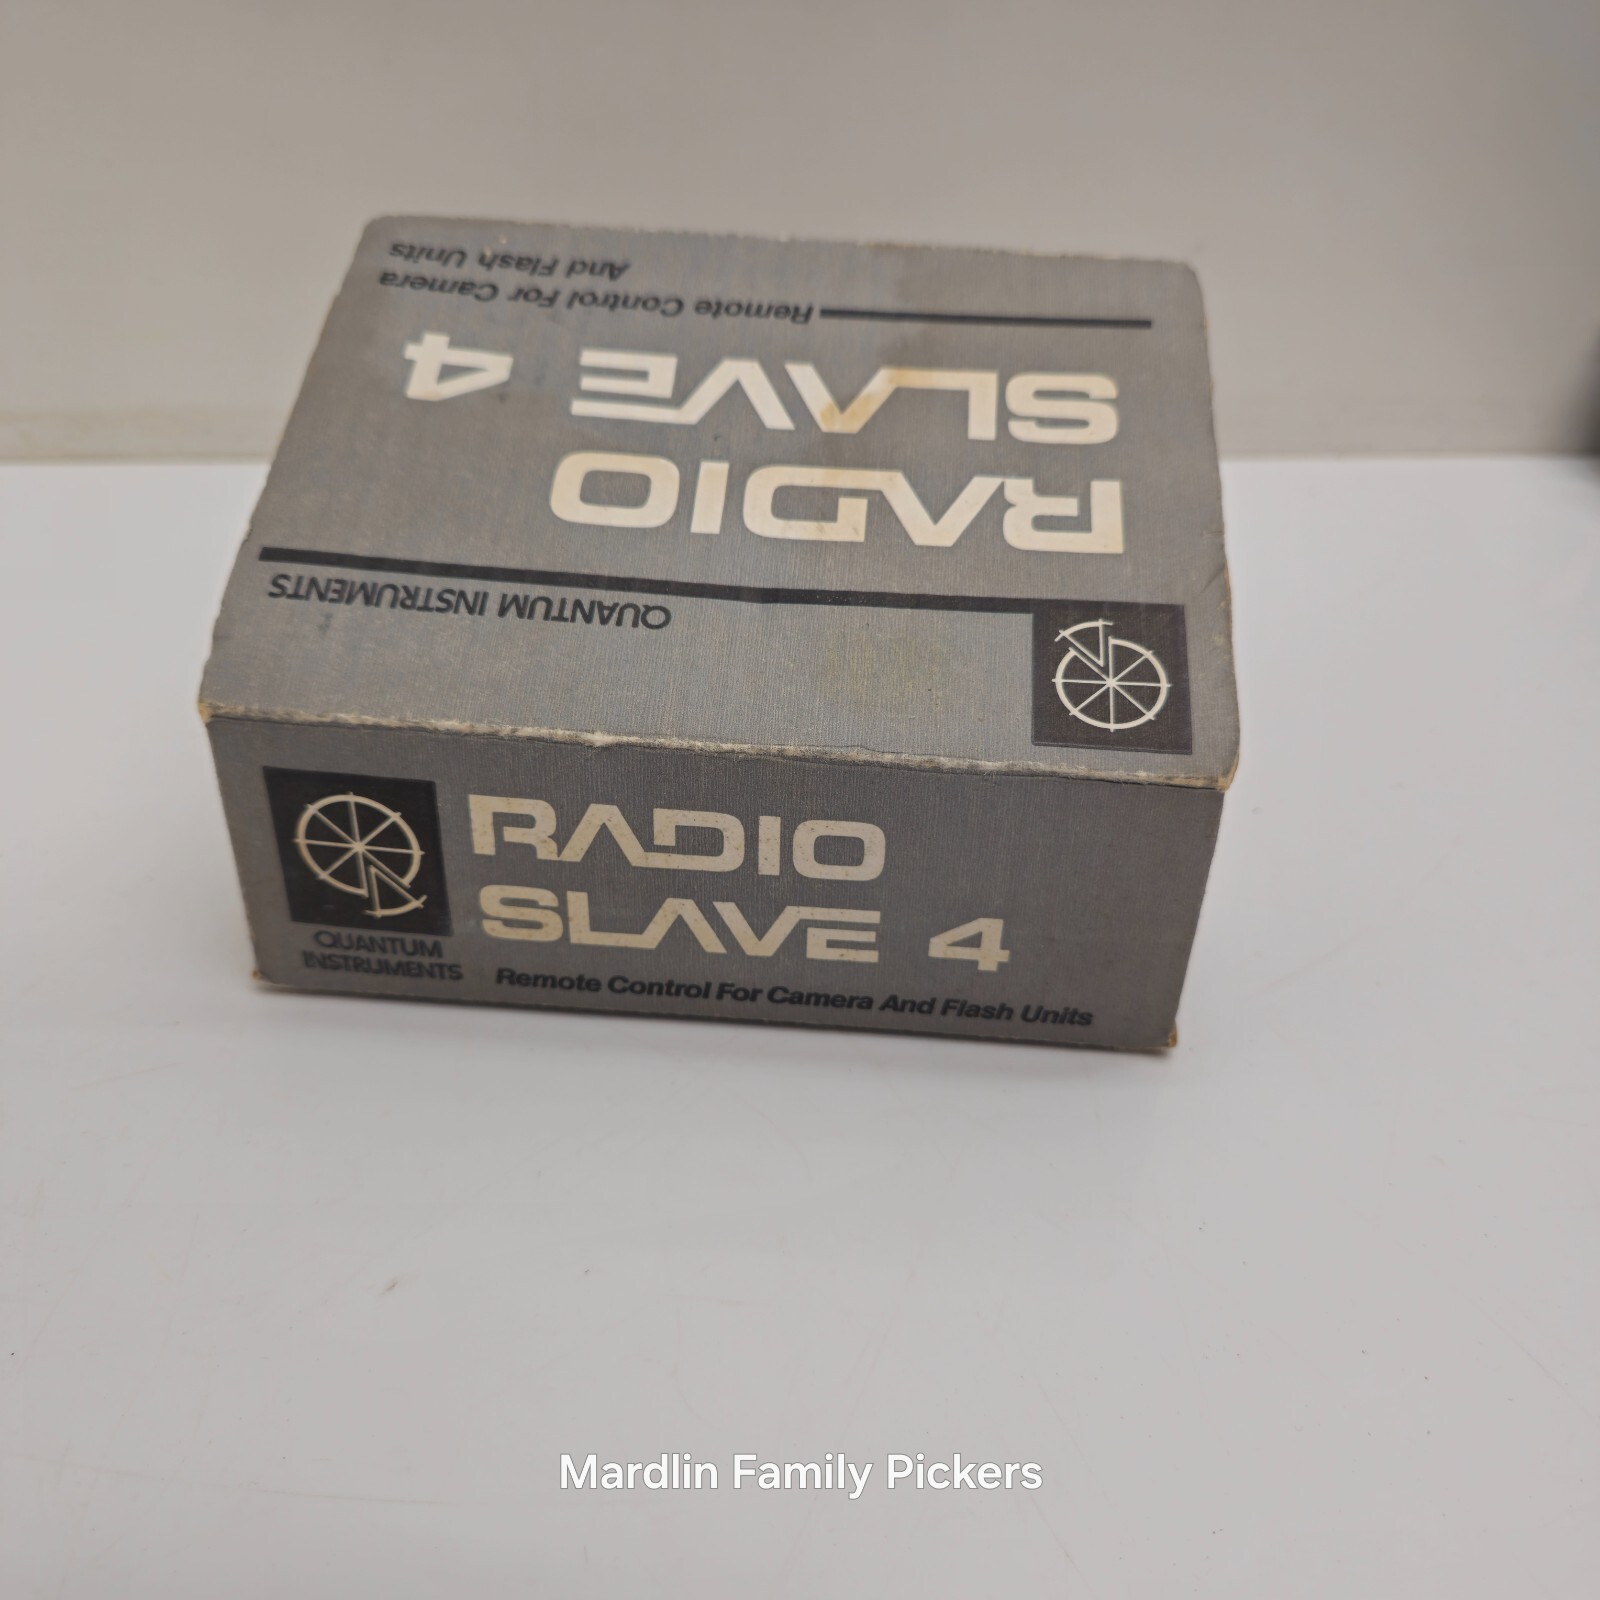 QUANTUM INSTRUMENTS
RADIO
SLAVE 4
Remote Control For Camera
And Flash Units
RADIO
SLAVE 4
QUANTUM
INSTRUMENTS
Remote Control For Camera And Flash Units
Mardlin Family Pickers